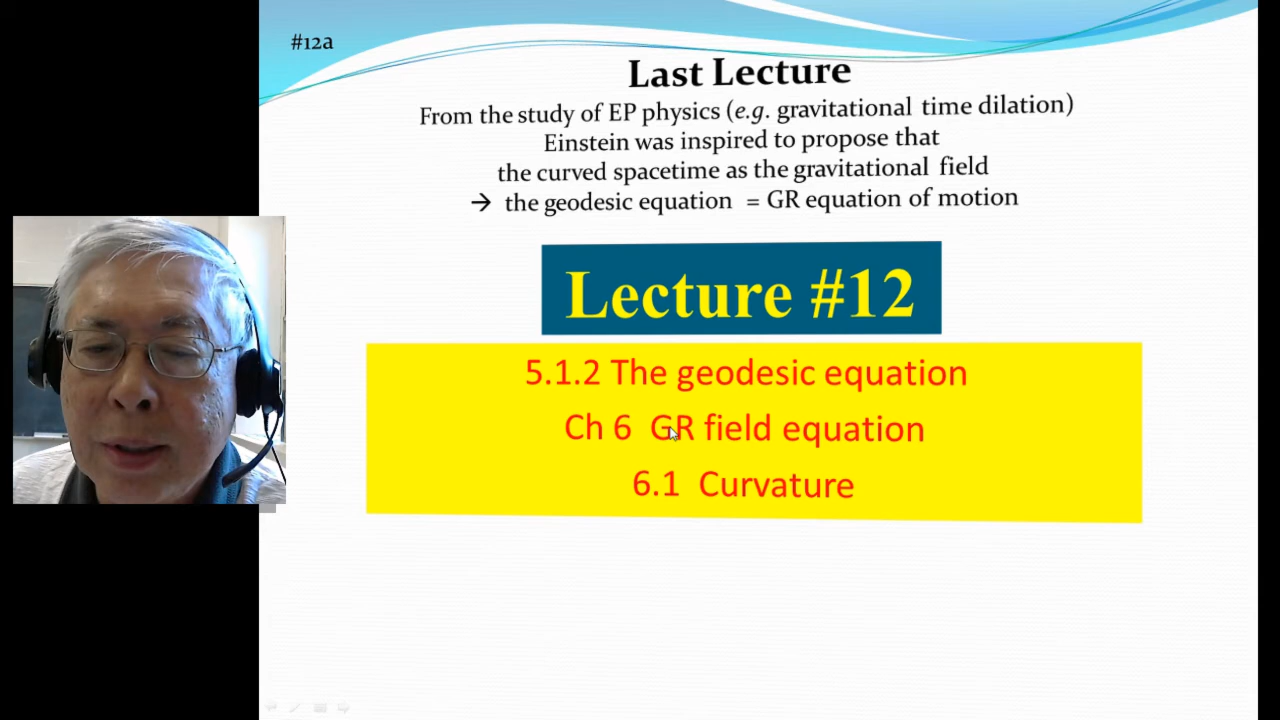 #12a
Last Lecture
From the study of EP physics (e.g. gravitational time dilation)
Einstein was inspired to propose that
the curved spacetime as the gravitational field
→ the geodesic equation = GR equation of motion
Lecture #12
5.1.2 The geodesic equation
Ch 6 GR field equation
6.1 Curvature